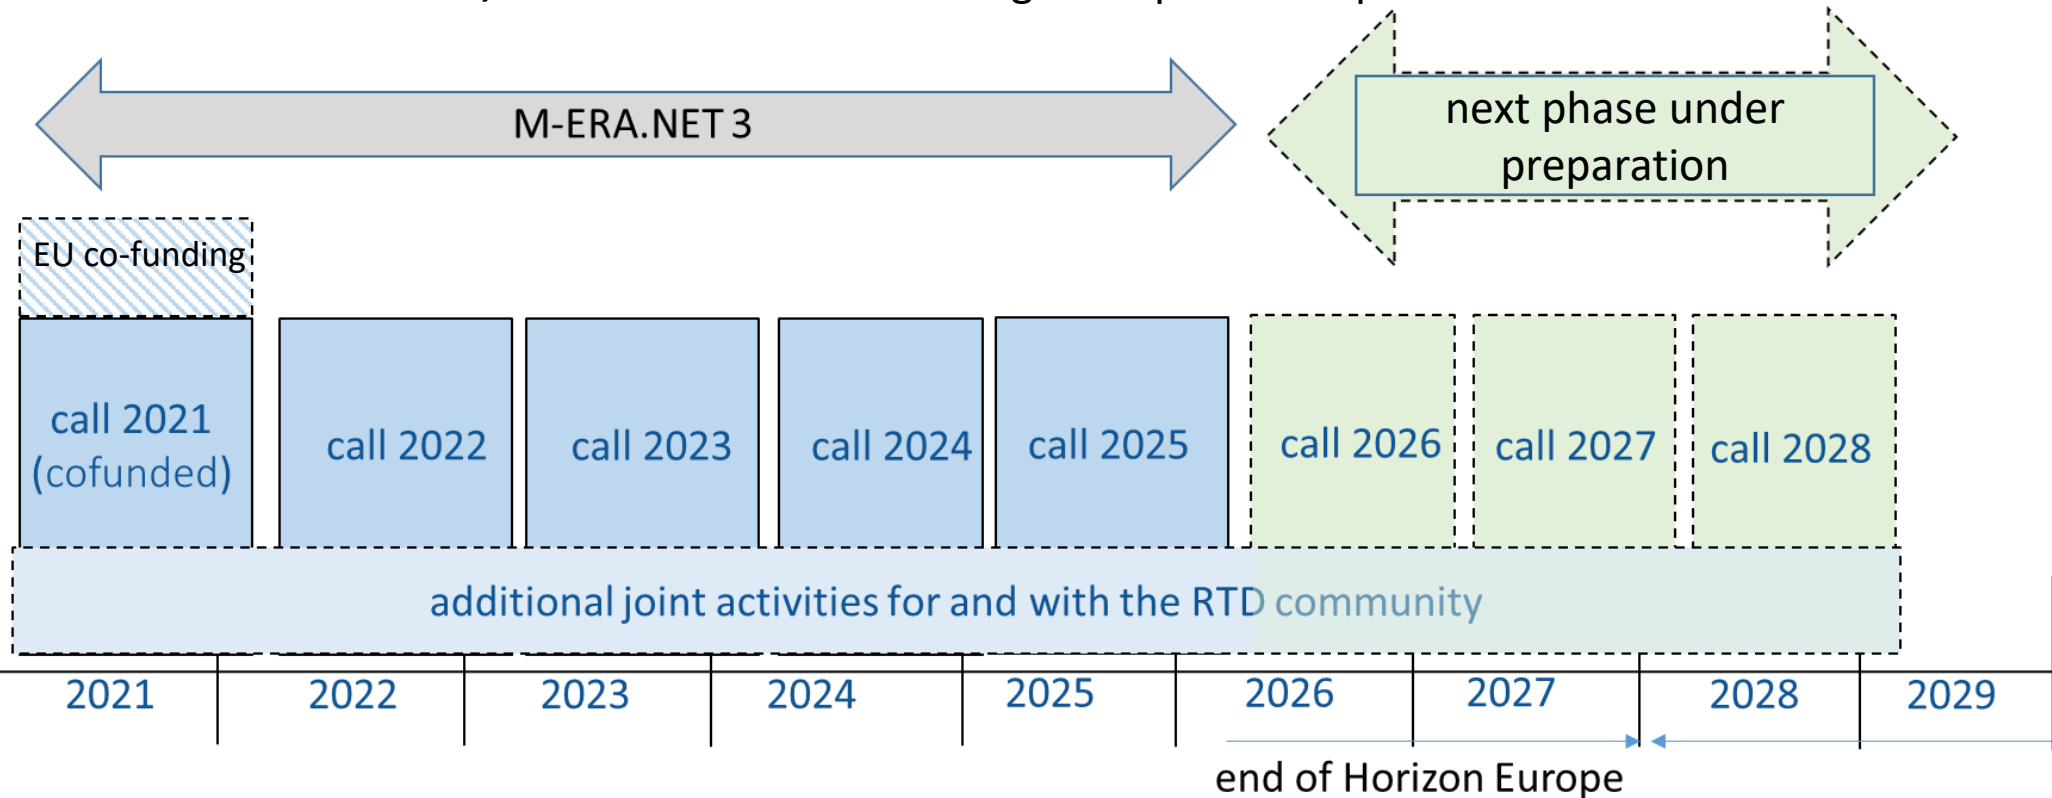 M-ERA.NET 3
next phase under
preparation
EU co-funding
call 2021
(cofunded)
call 2022
call 2023
call 2024
call 2025
call 2026
call 2027
call 2028
additional joint activities for and with the RTD community
2021
2022
2023
2024
2025
2026
2027
2028
2029
end of Horizon Europe